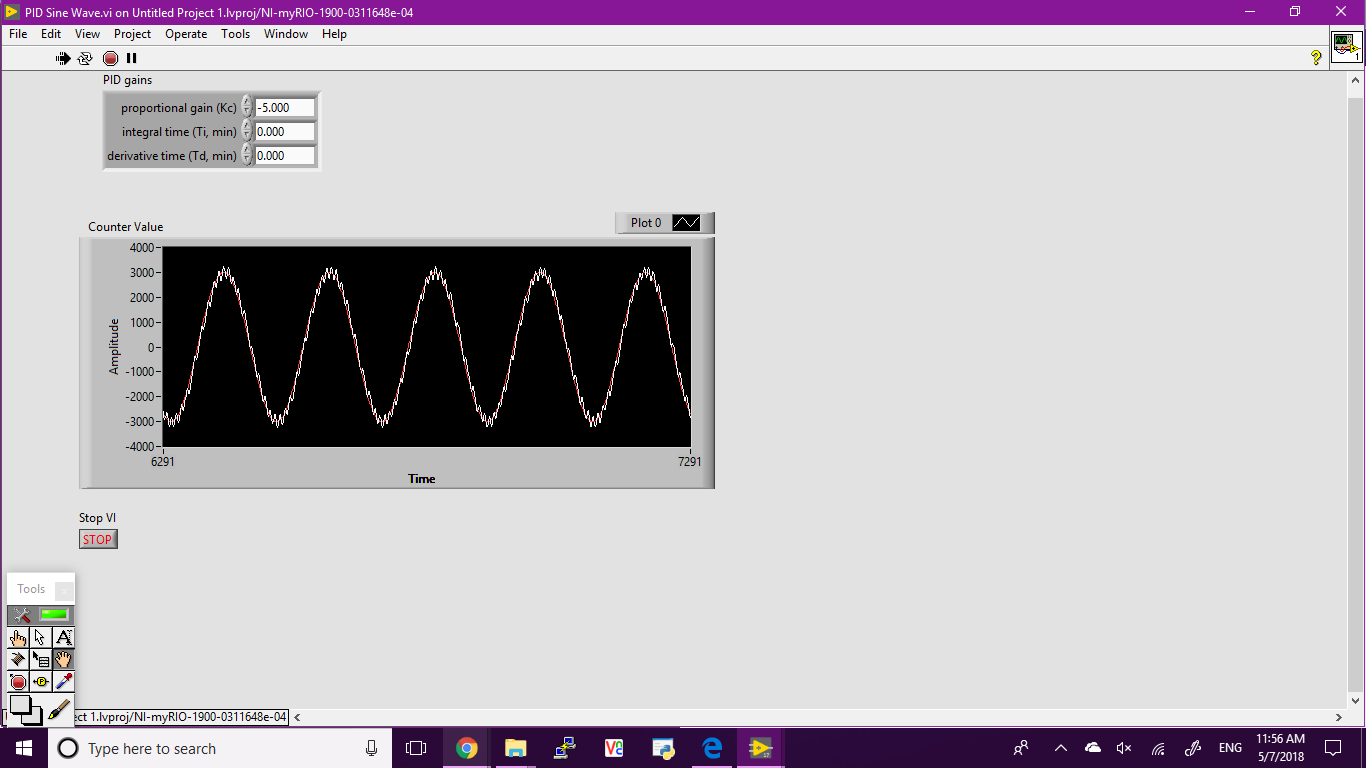 PID Sine Wave.vi on Untitled Project 1.lvproj/NI-myRIO-1900-0311648e-04
File Edit View Project Operate Tools Window Help
?
1
PID gains
proportional gain (Kc) -5.000
integral time (Ti, min) 0.000
derivative time (Td, min) 0.000
Plot 0
Counter Value
4000
3000
2000
1000
0
-1000
-2000
-3000
-4000
Amplitude
6291 7291
Time
Stop VI
STOP
Tools
x
A
P
ect 1.lvproj/NI-myRIO-1900-0311648e-04
Type here to search
ENG
11:56 AM
5/7/2018